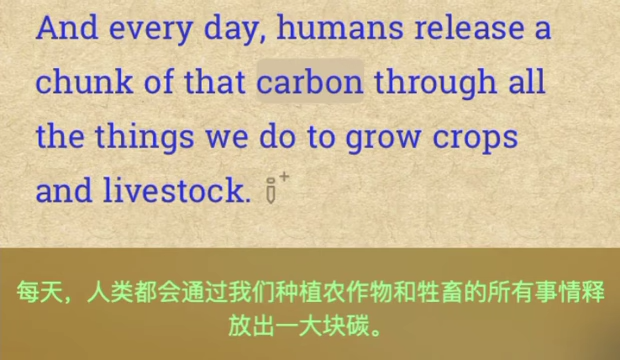 And every day, humans release a
chunk of that carbon through all
the things we do to grow crops
and livestock.
每天，人类都会通过我们种植农作物和牲畜的所有事情释
放出一大块碳。